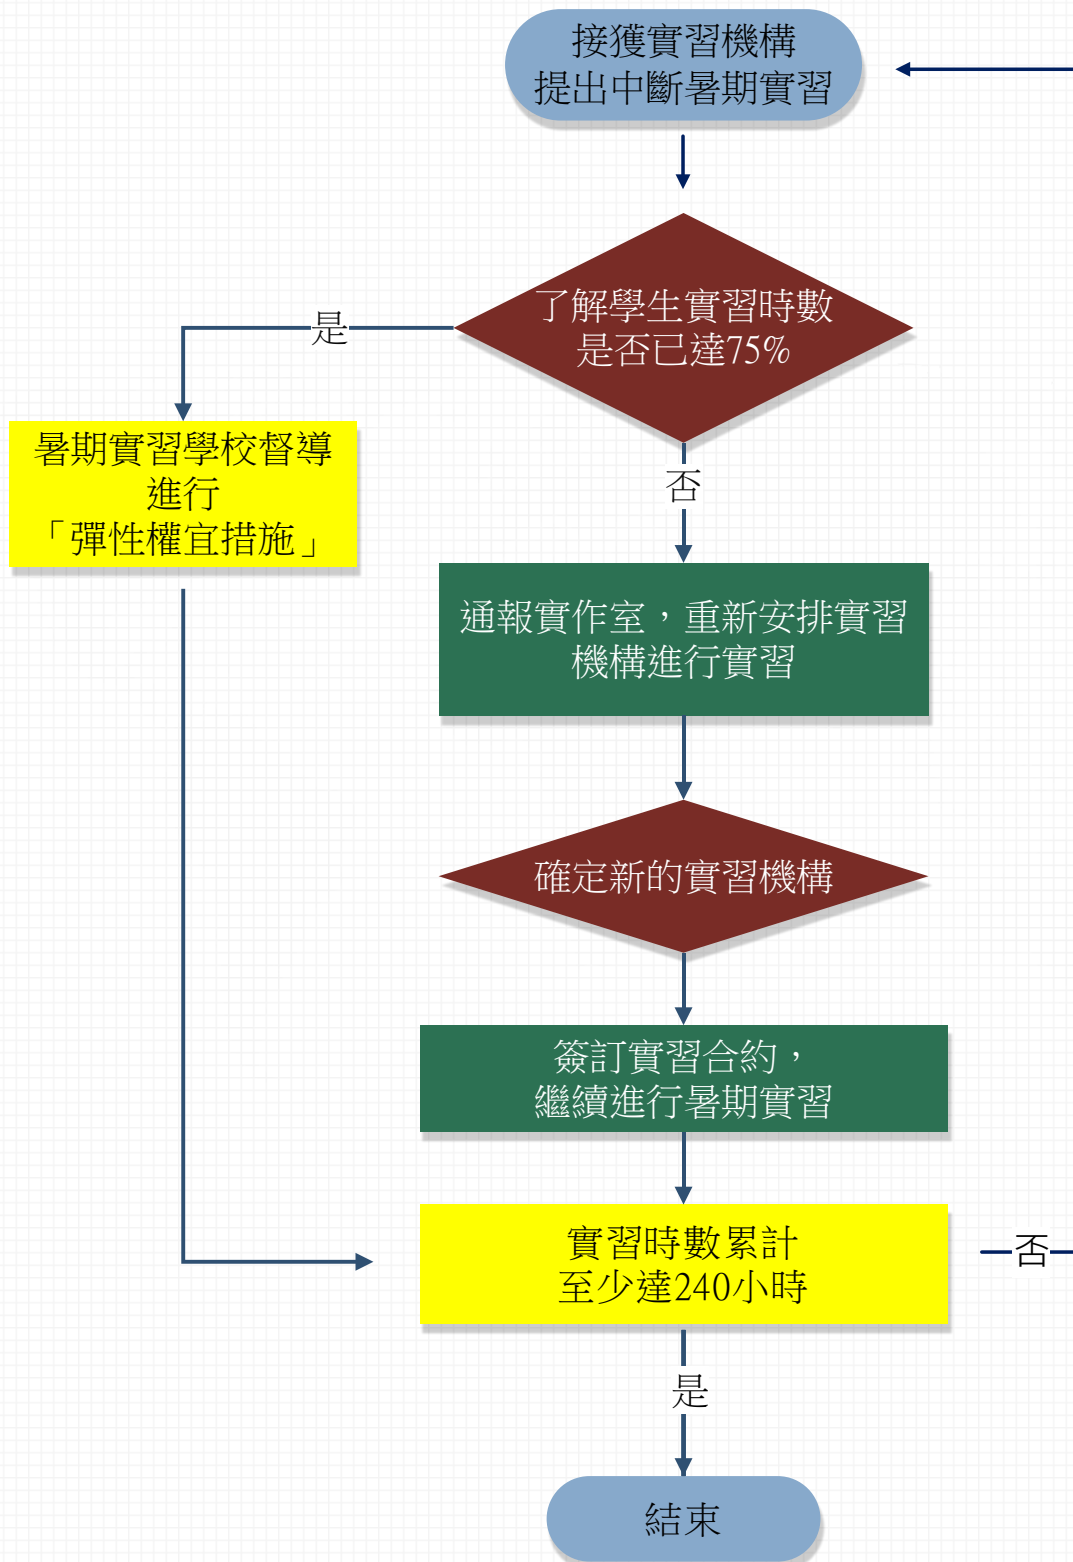 接獲實習機構
提出中斷暑期實習
了解學生實習時數
是否已達75%
是
暑期實習學校督導
進行
「彈性權宜措施」
否
通報實作室，重新安排實習
機構進行實習
確定新的實習機構
簽訂實習合約，
繼續進行暑期實習
實習時數累計
至少達240小時
否
是
結束